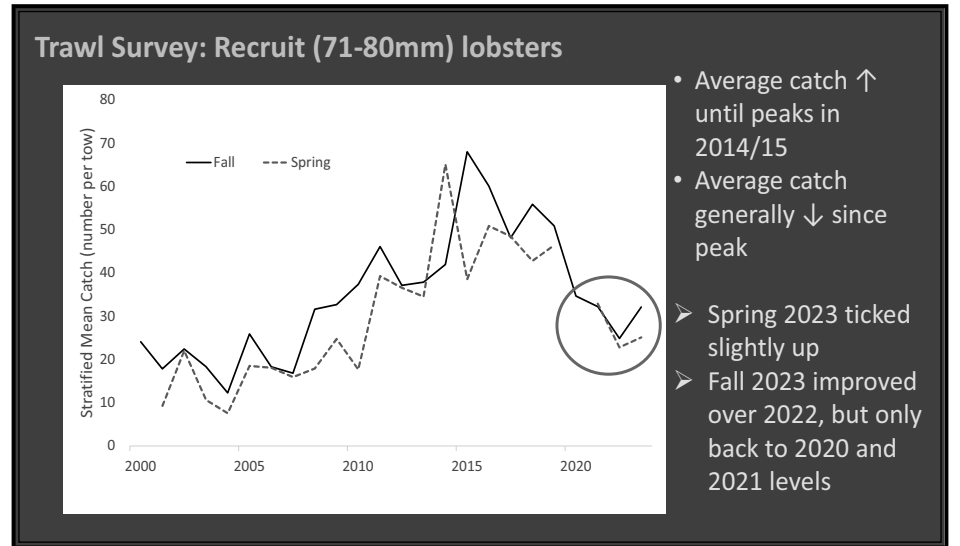 Trawl Survey: Recruit (71-80mm) lobsters
Stratified Mean Catch (number per tow)
80
70
60
50
40
30
20
10
0
Fall
Spring
2000
2005
2010
2015
2020
• Average catch ↑
until peaks in
2014/15
• Average catch
generally ↓ since
peak
➢ Spring 2023 ticked
slightly up
➢ Fall 2023 improved
over 2022, but only
back to 2020 and
2021 levels